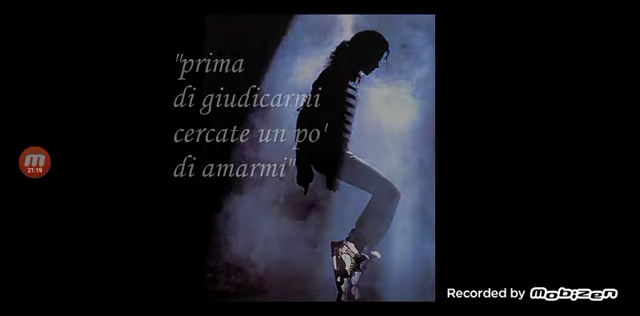 "prima
di giudicarmi
cercate un po'
di amarmi"
21:19
Recorded by Mobizen